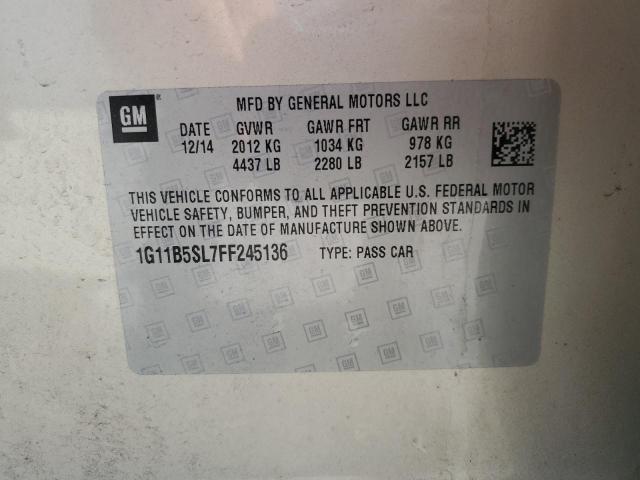 GM
MFD BY GENERAL MOTORS LLC
DATE GVWR GAWR FRT GAWR RR
12/14 2012 KG 1034 KG 978 KG
4437 LB 2280 LB 2157 LB
THIS VEHICLE CONFORMS TO ALL APPLICABLE U.S. FEDERAL MOTOR
VEHICLE SAFETY, BUMPER, AND THEFT PREVENTION STANDARDS IN
EFFECT ON THE DATE OF MANUFACTURE SHOWN ABOVE.
1G11B5SL7FF245136 TYPE: PASS CAR